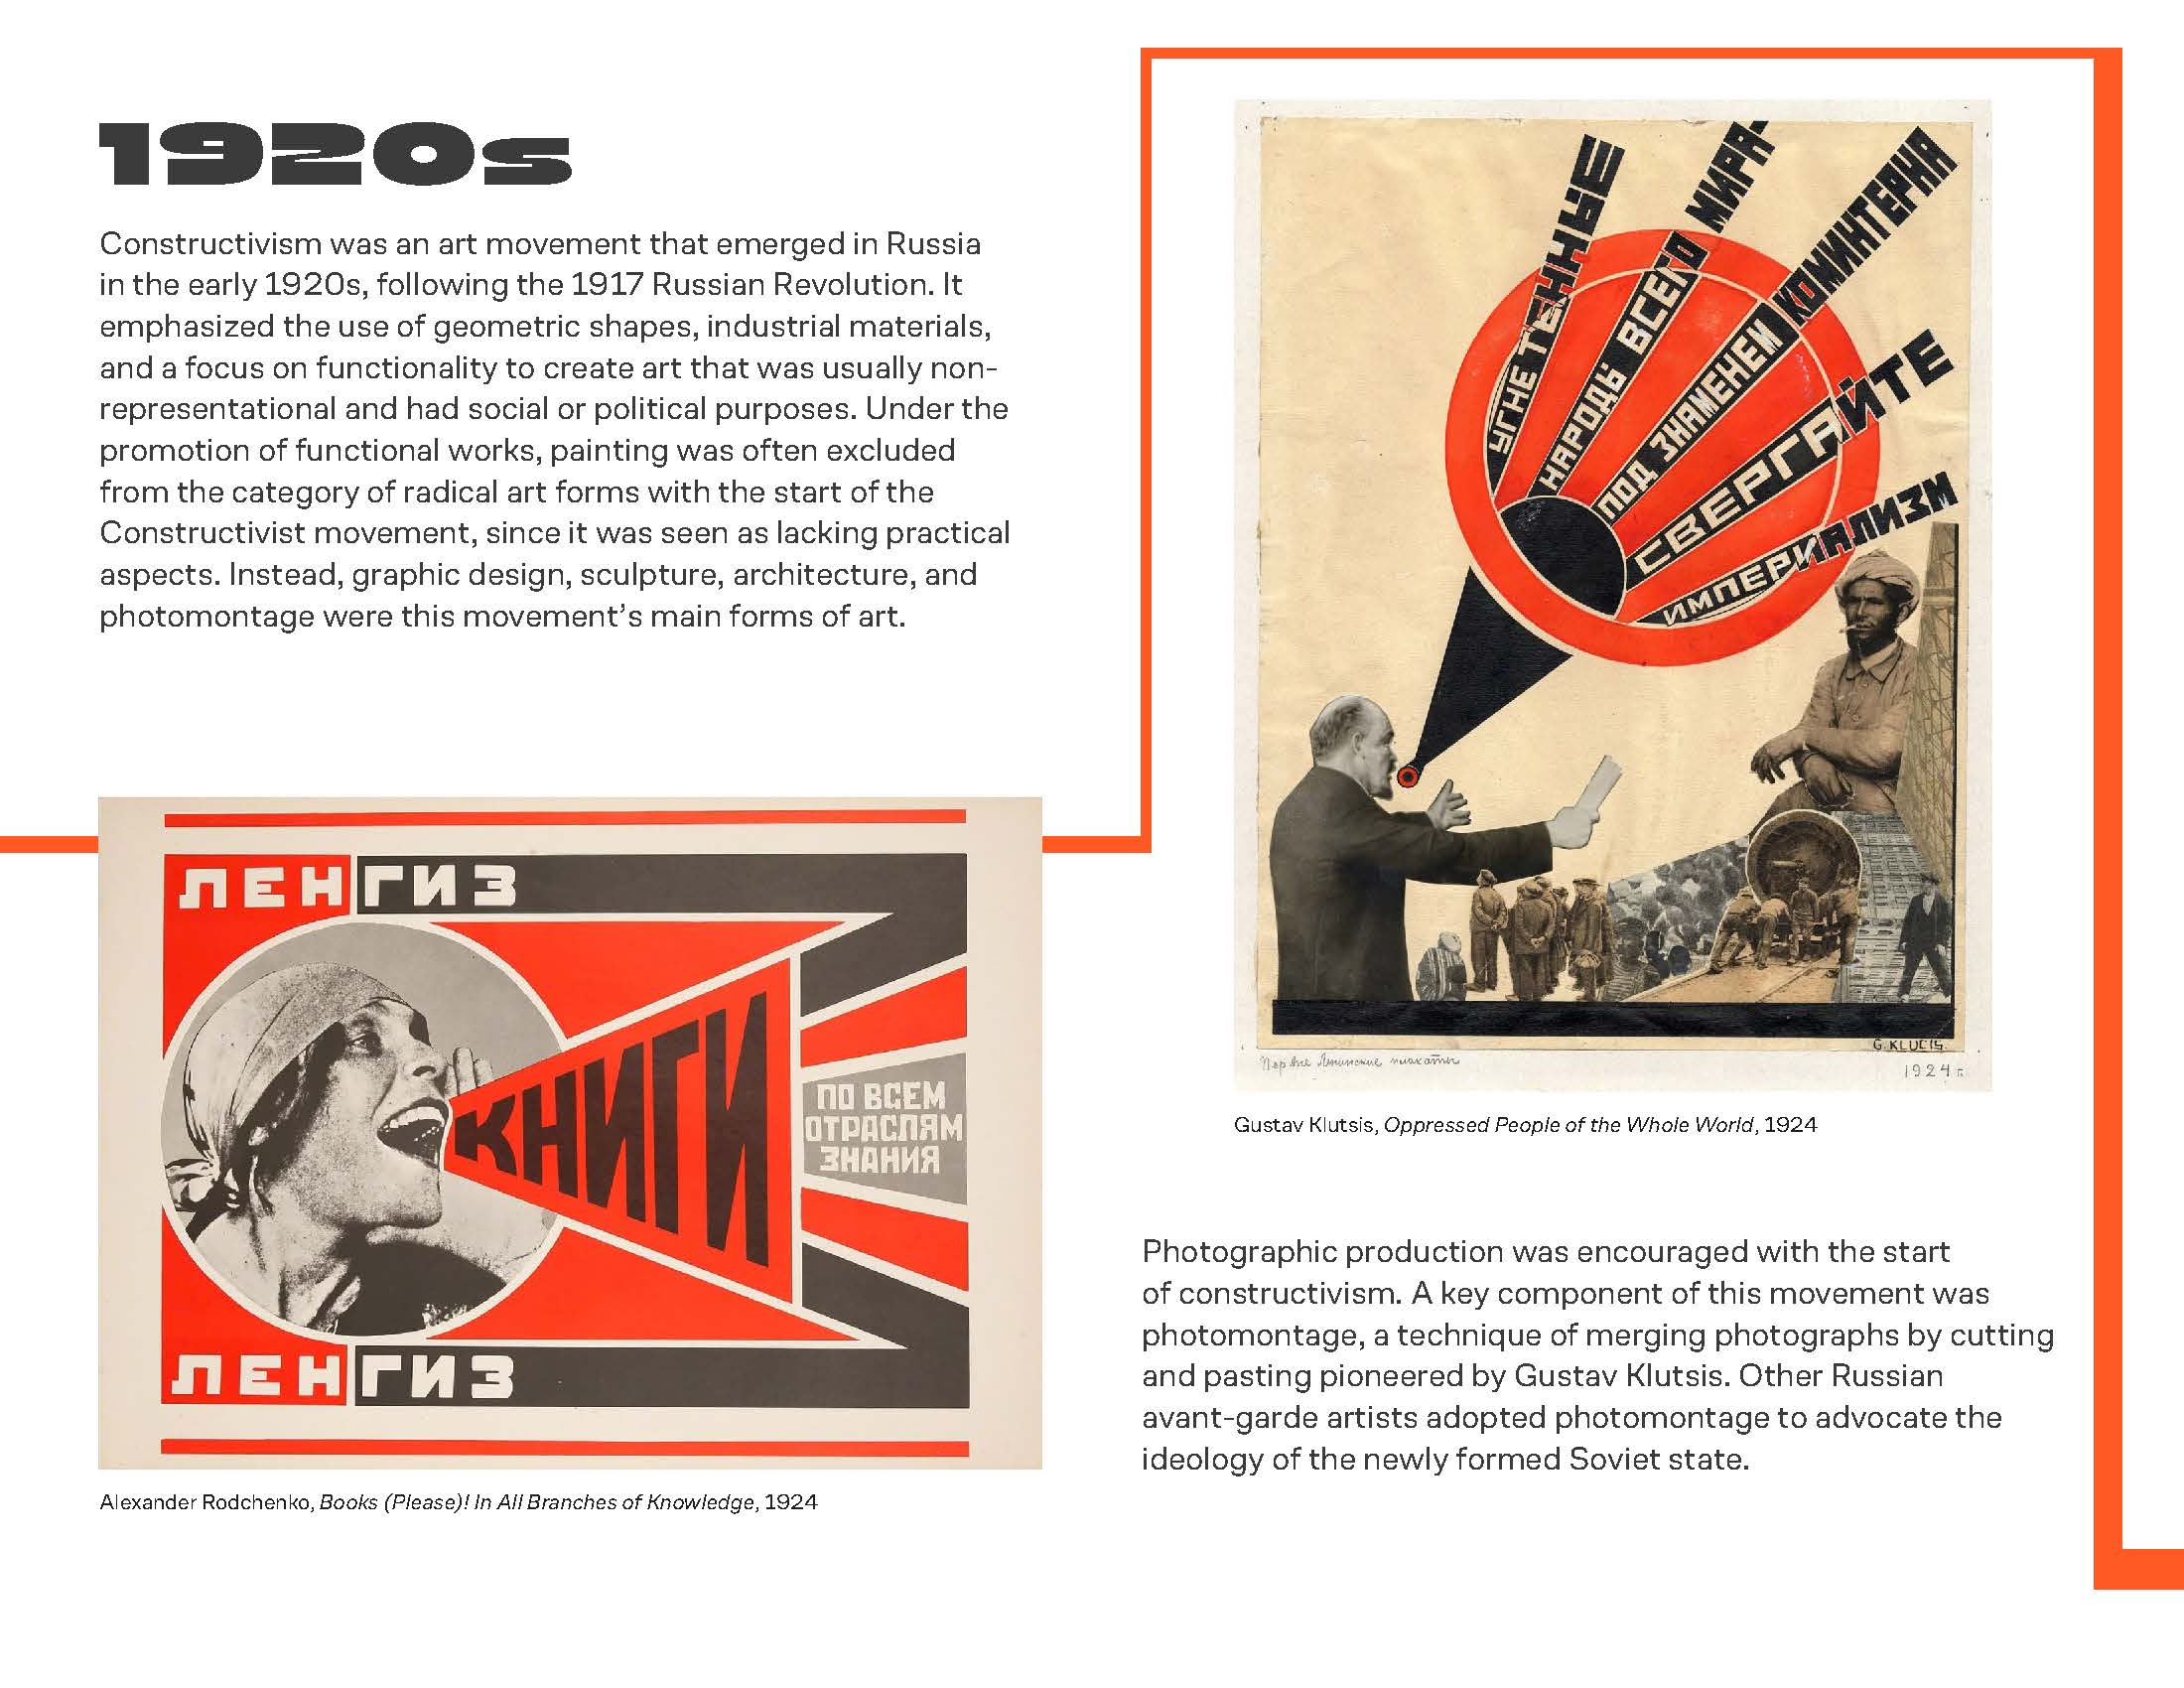 1920s
Constructivism was an art movement that emerged in Russia
in the early 1920s, following the 1917 Russian Revolution. It
emphasized the use of geometric shapes, industrial materials,
and a focus on functionality to create art that was usually non-
representational and had social or political purposes. Under the
promotion of functional works, painting was often excluded
from the category of radical art forms with the start of the
Constructivist movement, since it was seen as lacking practical
aspects. Instead, graphic design, sculpture, architecture, and
photomontage were this movement's main forms of art.
ЛЕНГИЗ
КНИГИ
ПО ВСЕМ
ОТРАСЛЯМ
ЗНАНИЯ
ЛЕНГИЗ
Alexander Rodchenko, Books (Please)! In All Branches of Knowledge, 1924
УГНЕТЕННЫЕ
НАРОДЫ ВСЕГО МИРА-
ПОД ЗНАМЕНЕМ КОМИНТЕРНА
СВЕРГАЙТЕ
ИМПЕРИАЛИЗМ
G. KLUCIS.
1924 г.
Gustav Klutsis, Oppressed People of the Whole World, 1924
Photographic production was encouraged with the start
of constructivism. A key component of this movement was
photomontage, a technique of merging photographs by cutting
and pasting pioneered by Gustav Klutsis. Other Russian
avant-garde artists adopted photomontage to advocate the
ideology of the newly formed Soviet state.